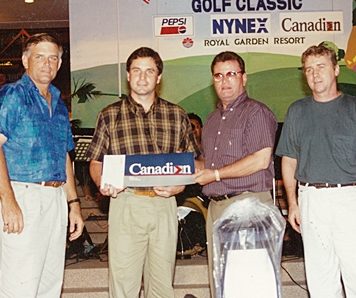 GOLF CLASSIC
PEPSI NYNEX Canadian
ROYAL GARDEN RESORT
Canadian